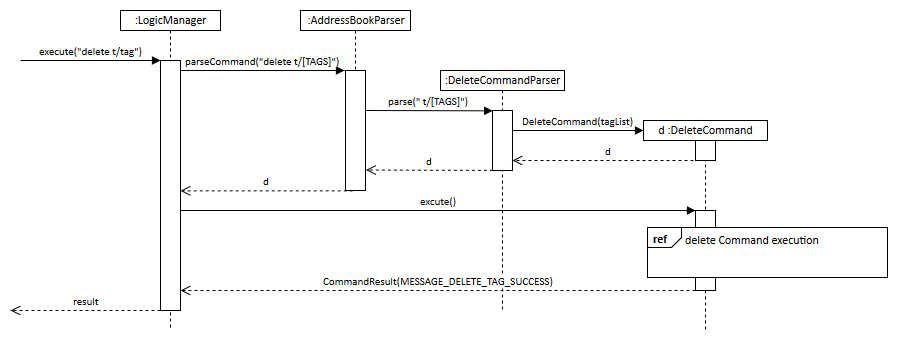 :LogicManager
:AddressBookParser
execute("delete t/tag")
parseCommand("delete t/[TAGS]")
:DeleteCommandParser
parse(" t/[TAGS]")
DeleteCommand(tagList)
d :DeleteCommand
d
d
d
excute()
ref
delete Command execution
CommandResult(MESSAGE_DELETE_TAG_SUCCESS)
result